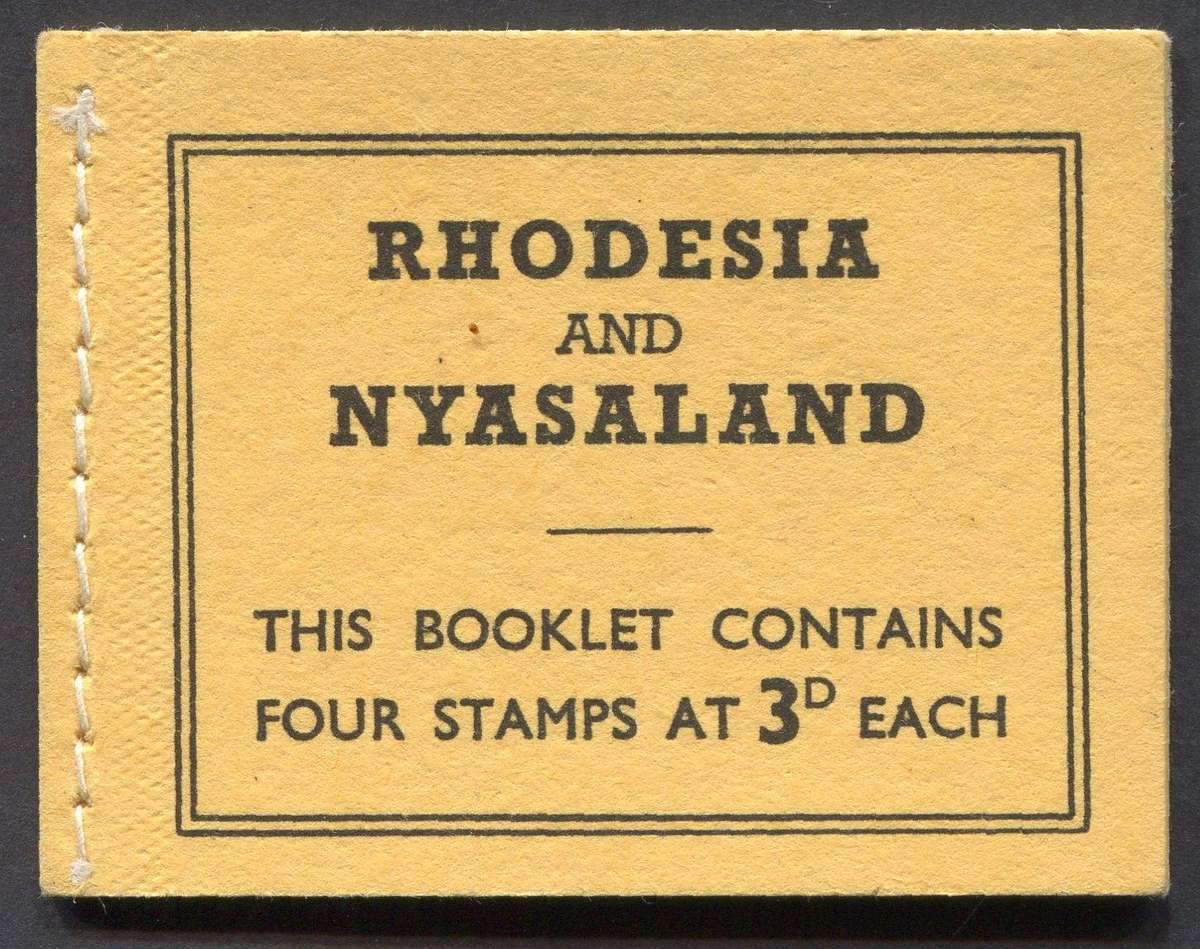 RHODESIA
AND
NYASALAND
THIS BOOKLET CONTAINS
FOUR STAMPS AT 3D EACH